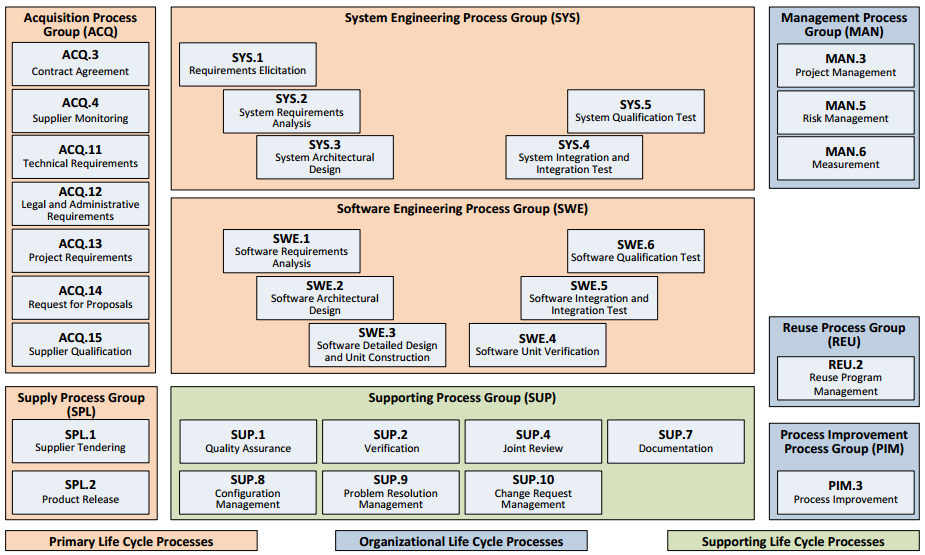 Acquisition Process
Group (ACQ)
ACQ.3
Contract Agreement
ACQ.4
Supplier Monitoring
ACQ.11
Technical Requirements
ACQ.12
Legal and Administrative
Requirements
ACQ.13
Project Requirements
ACQ.14
Request for Proposals
ACQ.15
Supplier Qualification
System Engineering Process Group (SYS)
SYS.1
Requirements Elicitation
SYS.2
System Requirements
Analysis
SYS.3
System Architectural
Design
SYS.5
System Qualification Test
SYS.4
System Integration and
Integration Test
Management Process
Group (MAN)
MAN.3
Project Management
MAN.5
Risk Management
MAN.6
Measurement
Software Engineering Process Group (SWE)
SWE.1
Software Requirements
Analysis
SWE.2
Software Architectural
Design
SWE.3
Software Detailed Design
and Unit Construction
SWE.6
Software Qualification Test
SWE.5
Software Integration and
Integration Test
SWE.4
Software Unit Verification
Reuse Process Group
(REU)
REU.2
Reuse Program
Management
Supply Process Group
(SPL)
SPL.1
Supplier Tendering
SPL.2
Product Release
Supporting Process Group (SUP)
SUP.1
Quality Assurance
SUP.2
Verification
SUP.4
Joint Review
SUP.7
Documentation
SUP.8
Configuration
Management
SUP.9
Problem Resolution
Management
SUP.10
Change Request
Management
Process Improvement
Process Group (PIM)
PIM.3
Process Improvement
Primary Life Cycle Processes
Organizational Life Cycle Processes
Supporting Life Cycle Processes